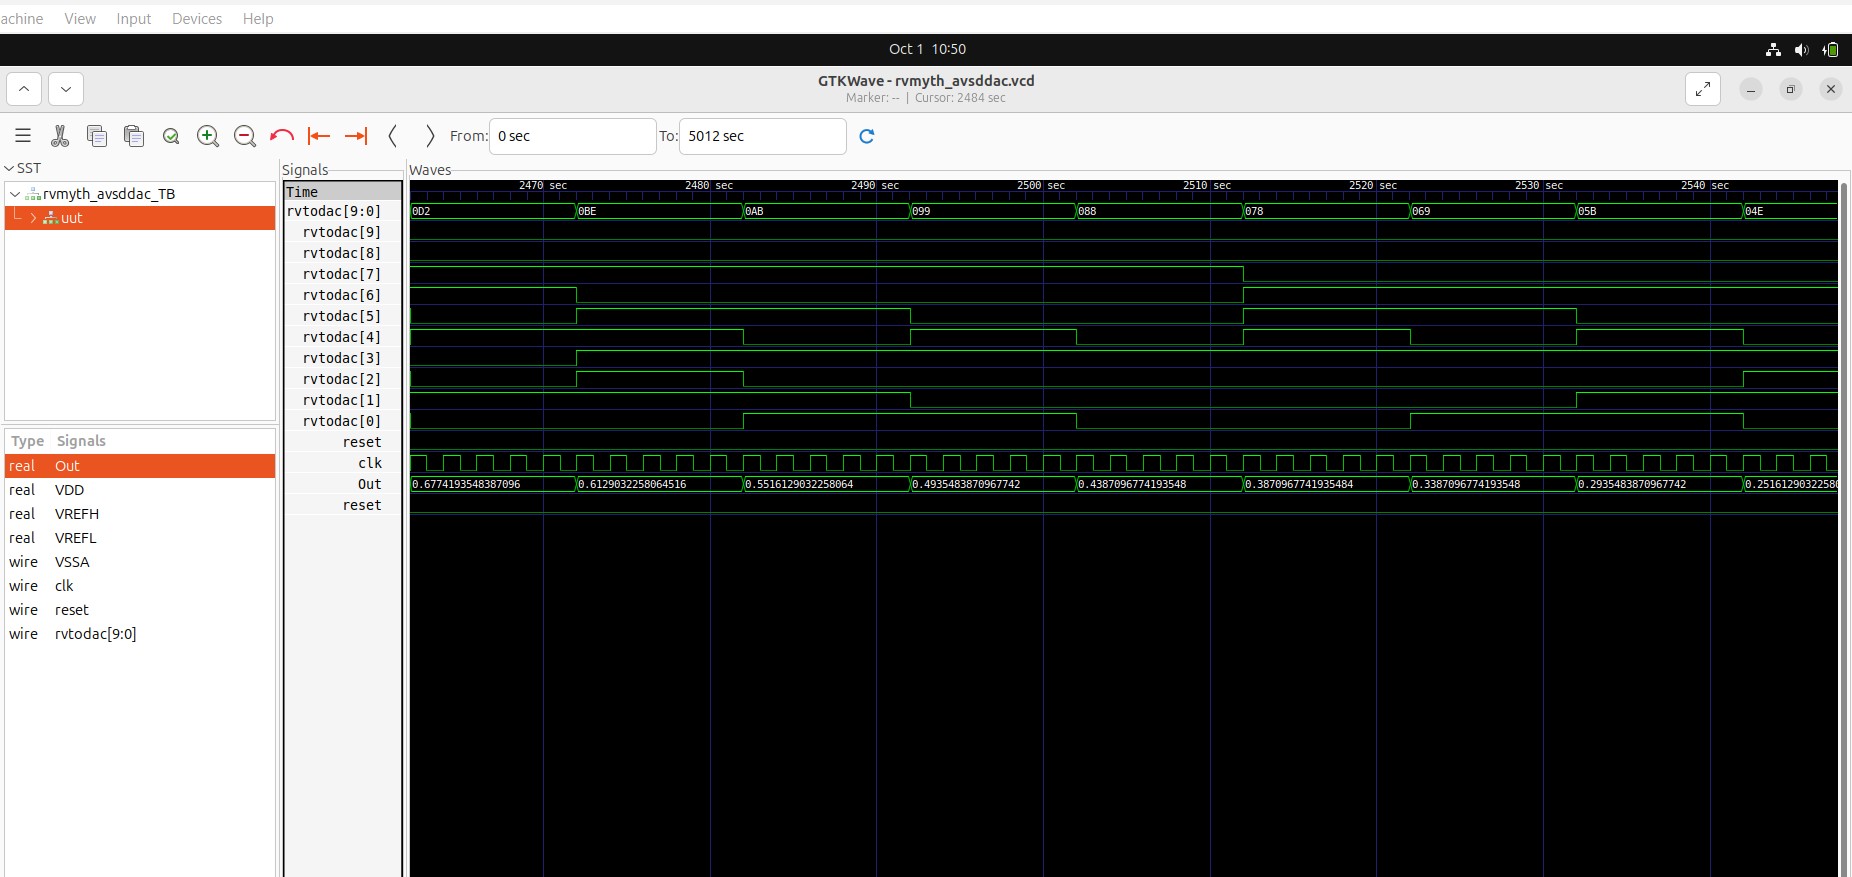 achine View Input Devices Help
Oct 1 10:50
GTKWave - rvmyth_avsddac.vcd
Marker: -- | Cursor: 2484 sec
From: 0 sec To: 5012 sec
SST
rvmyth_avsddac_TB
uut
Type Signals
real Out
real VDD
real VREFH
real VREFL
wire VSSA
wire clk
wire reset
wire rvtodac[9:0]
Signals
Time
rvtodac[9:0]
rvtodac[9]
rvtodac[8]
rvtodac[7]
rvtodac[6]
rvtodac[5]
rvtodac[4]
rvtodac[3]
rvtodac[2]
rvtodac[1]
rvtodac[0]
reset
clk
Out
reset
Waves
2470 sec 2480 sec 2490 sec 2500 sec 2510 sec 2520 sec 2530 sec 2540 sec
0D2 0BE 0AB 099 088 078 069 05B 04E
0.6774193548387096 0.6129032258064516 0.5516129032258064 0.4935483870967742 0.4387096774193548 0.3870967741935484 0.3387096774193548 0.2935483870967742 0.2516129032258